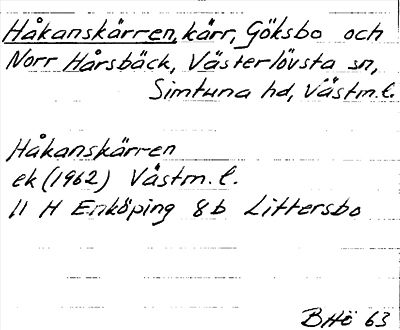 Håkanskärren, kärr, Göksbo och
Norr Hårsbäck, Västerlövsta sn,
Simtuna hd, Västm. l.
Håkanskärren
ek (1962) Västm. l.
11 H Enköping 8 b Littersbo
BHö 63